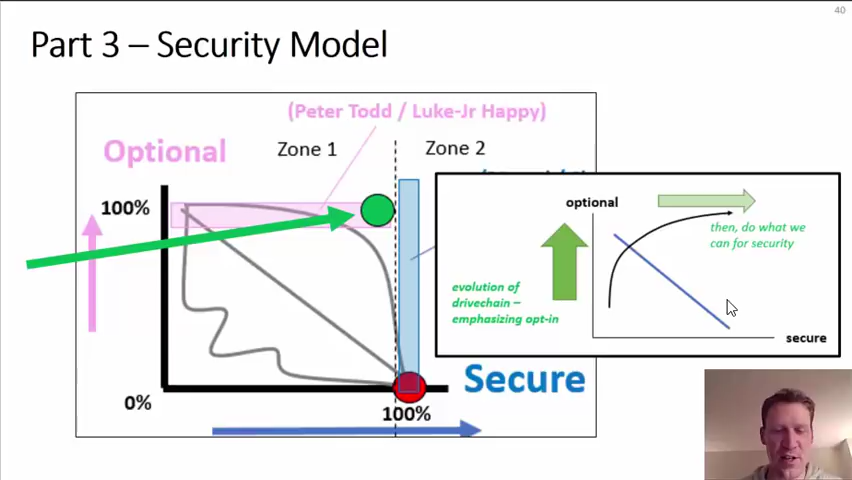 40
Part 3 – Security Model
(Peter Todd / Luke-Jr Happy)
Optional
Zone 1
Zone 2
100%
optional
then, do what we
can for security
evolution of
drivechain –
emphasizing opt-in
secure
Secure
0%
100%